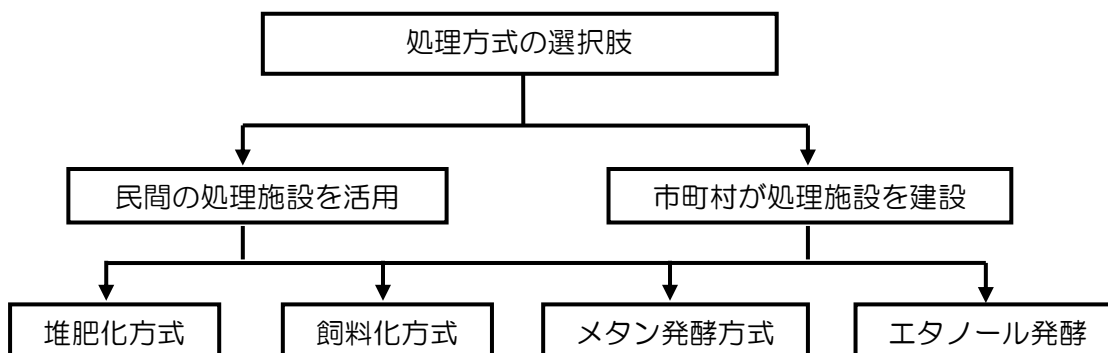 処理方式の選択肢
民間の処理施設を活用
市町村が処理施設を建設
堆肥化方式
飼料化方式
メタン発酵方式
エタノール発酵